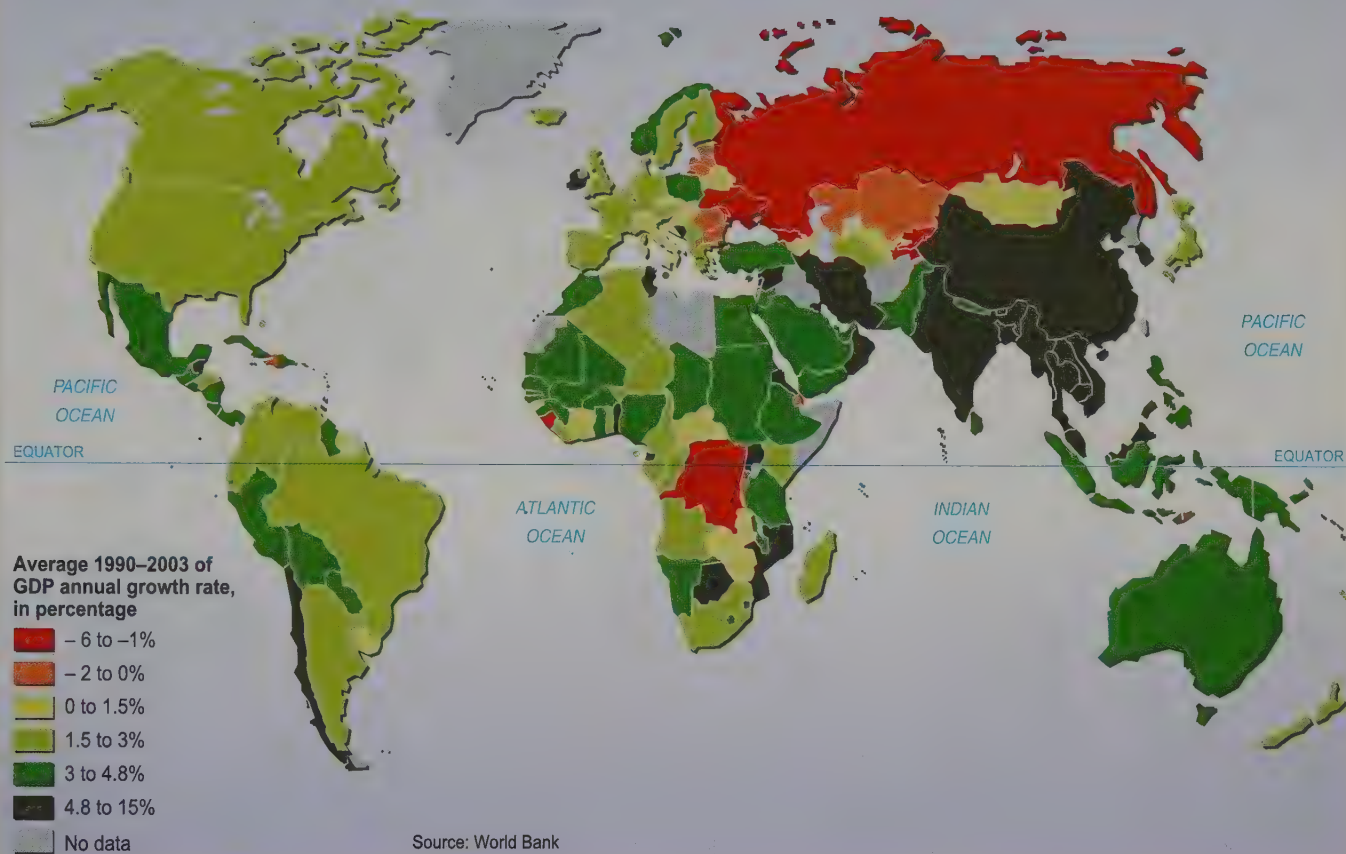 PACIFIC
OCEAN
PACIFIC
OCEAN
EQUATOR
EQUATOR
ATLANTIC
OCEAN
INDIAN
OCEAN
Average 1990–2003 of
GDP annual growth rate,
in percentage
– 6 to –1%
– 2 to 0%
0 to 1.5%
1.5 to 3%
3 to 4.8%
4.8 to 15%
No data
Source: World Bank